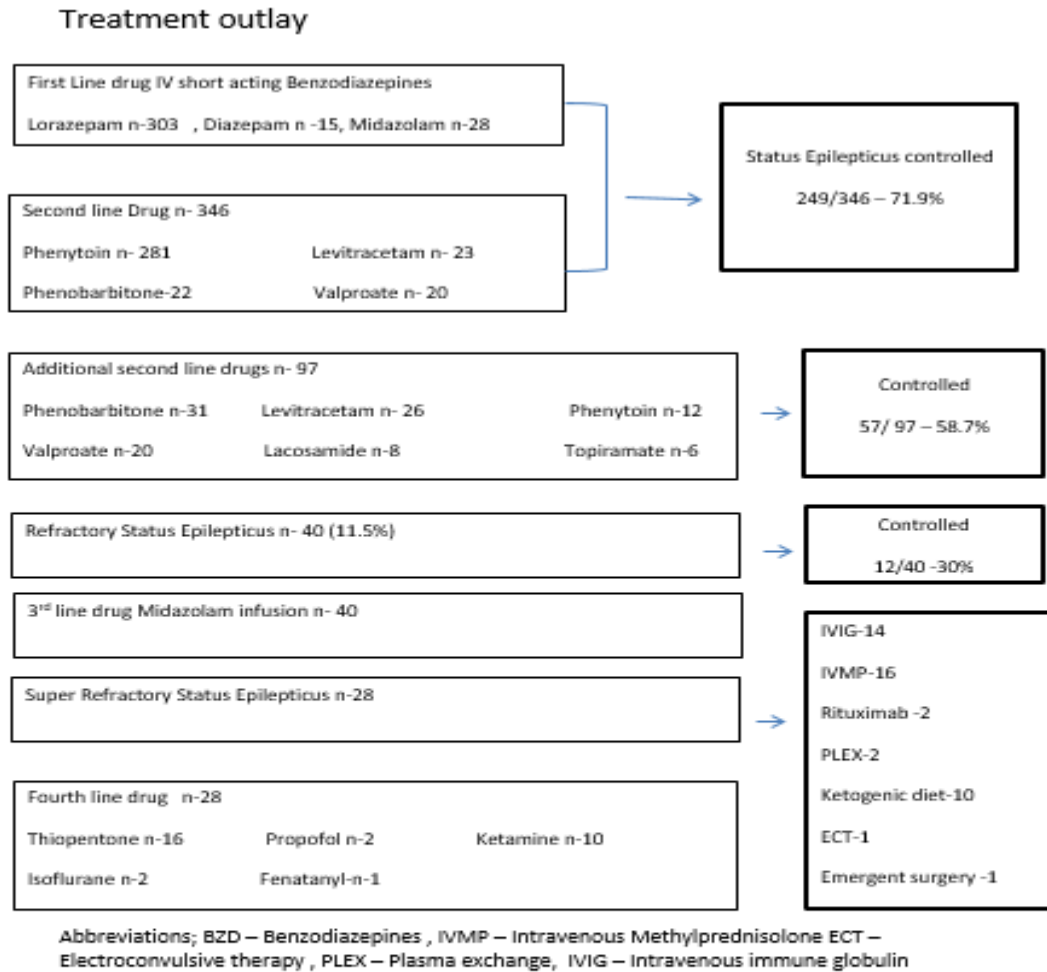 Treatment outlay
First Line drug IV short acting Benzodiazepines
Lorazepam n-303 , Diazepam n -15, Midazolam n-28
Status Epilepticus controlled
249/346 – 71.9%
Second line Drug n- 346
Phenytoin n- 281 Levitracetam n- 23
Phenobarbitone-22 Valproate n- 20
Additional second line drugs n- 97
Phenobarbitone n-31 Levitracetam n- 26 Phenytoin n-12
Valproate n-20 Lacosamide n-8 Topiramate n-6
Controlled
57/ 97 – 58.7%
Refractory Status Epilepticus n- 40 (11.5%)
Controlled
12/40 -30%
3rd line drug Midazolam infusion n- 40
Super Refractory Status Epilepticus n-28
Fourth line drug n-28
Thiopentone n-16 Propofol n-2 Ketamine n-10
Isoflurane n-2 Fenatanyl-n-1
IVIG-14
IVMP-16
Rituximab -2
PLEX-2
Ketogenic diet-10
ECT-1
Emergent surgery -1
Abbreviations; BZD – Benzodiazepines , IVMP – Intravenous Methylprednisolone ECT –
Electroconvulsive therapy , PLEX – Plasma exchange, IVIG – Intravenous immune globulin